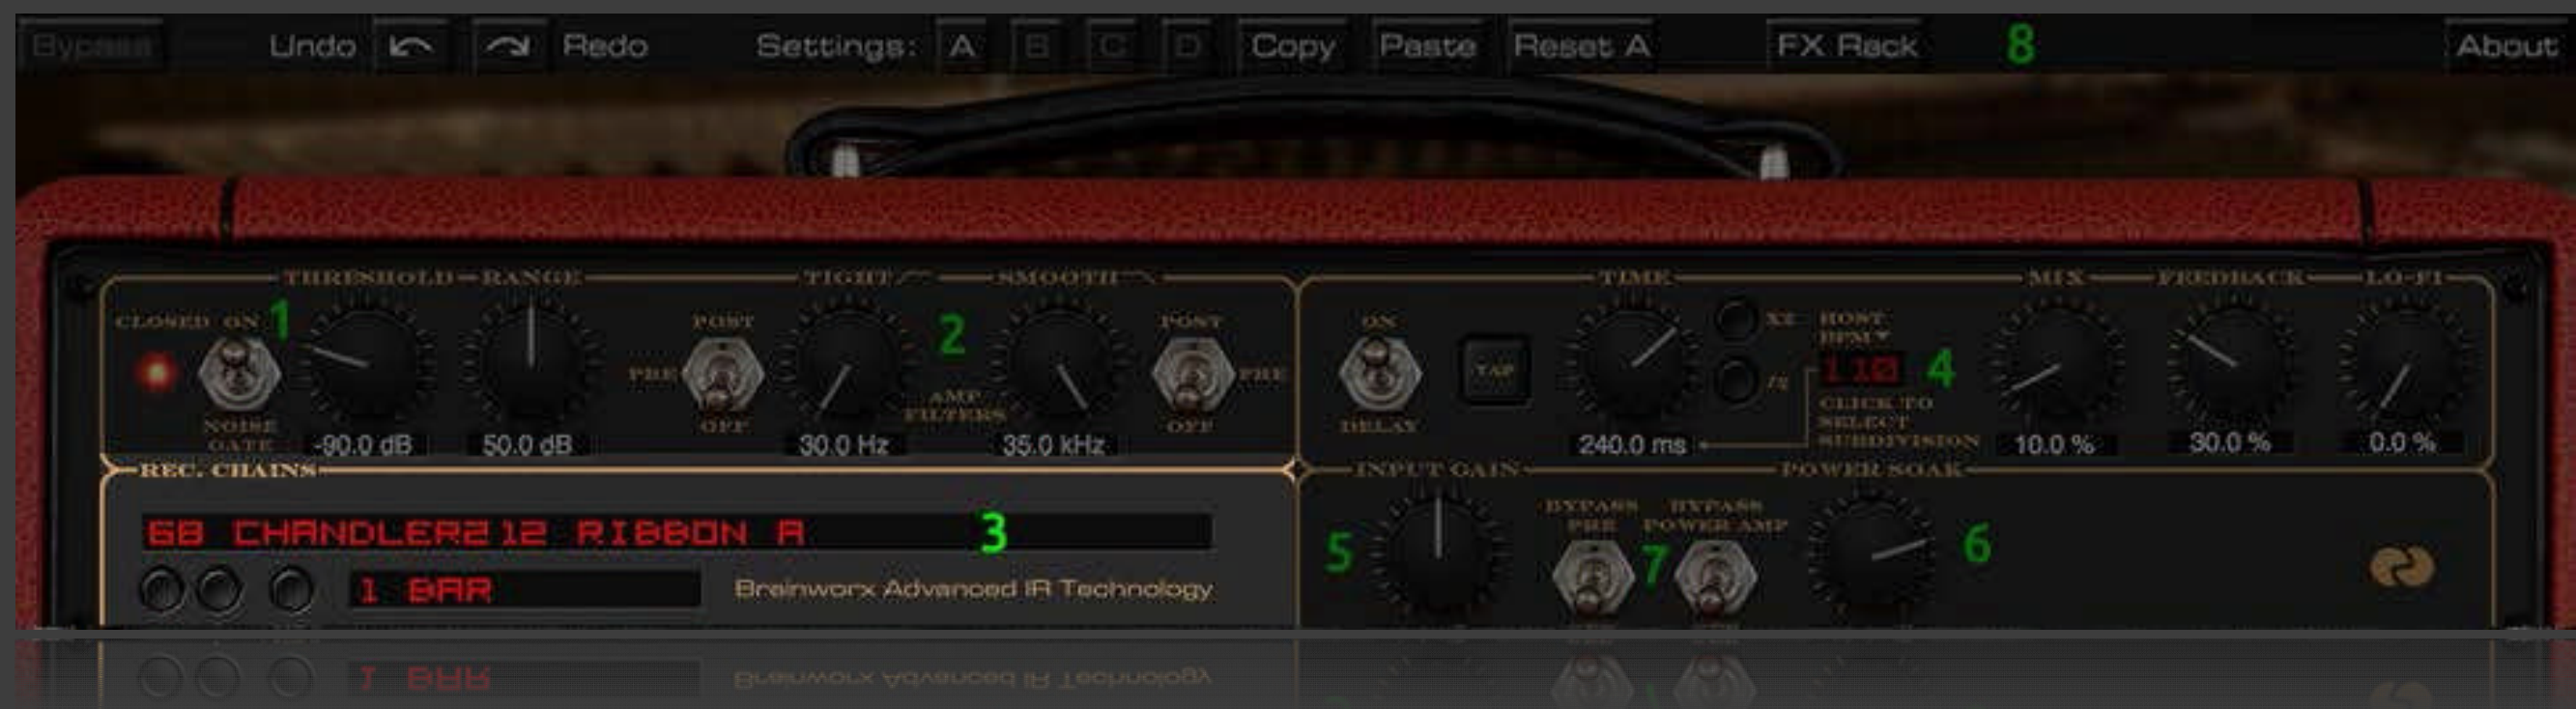 Bypass Undo Redo Settings: A B C D Copy Paste Reset A FX Rack 8 About
THRESHOLD RANGE TIGHT SMOOTH TIME MIX FEEDBACK LO-FI
CLOSED ON 1 POST 2 POST ON X2 HOST
BPM
PRE PRE TAP 110 4
/2
AMP
FILTERS
CLICK TO
SELECT
SUBDIVISION
NOISE
GATE
OFF OFF DELAY
-90.0 dB 50.0 dB 30.0 Hz 35.0 kHz 240.0 ms 10.0 % 30.0 % 0.0 %
REC. CHAINS INPUT GAIN POWER SOAK
68 CHANDLER212 RIBBON A 3
BYPASS
PRE
BYPASS
POWER AMP
5 7 6
1 BAR Brainworx Advanced IR Technology